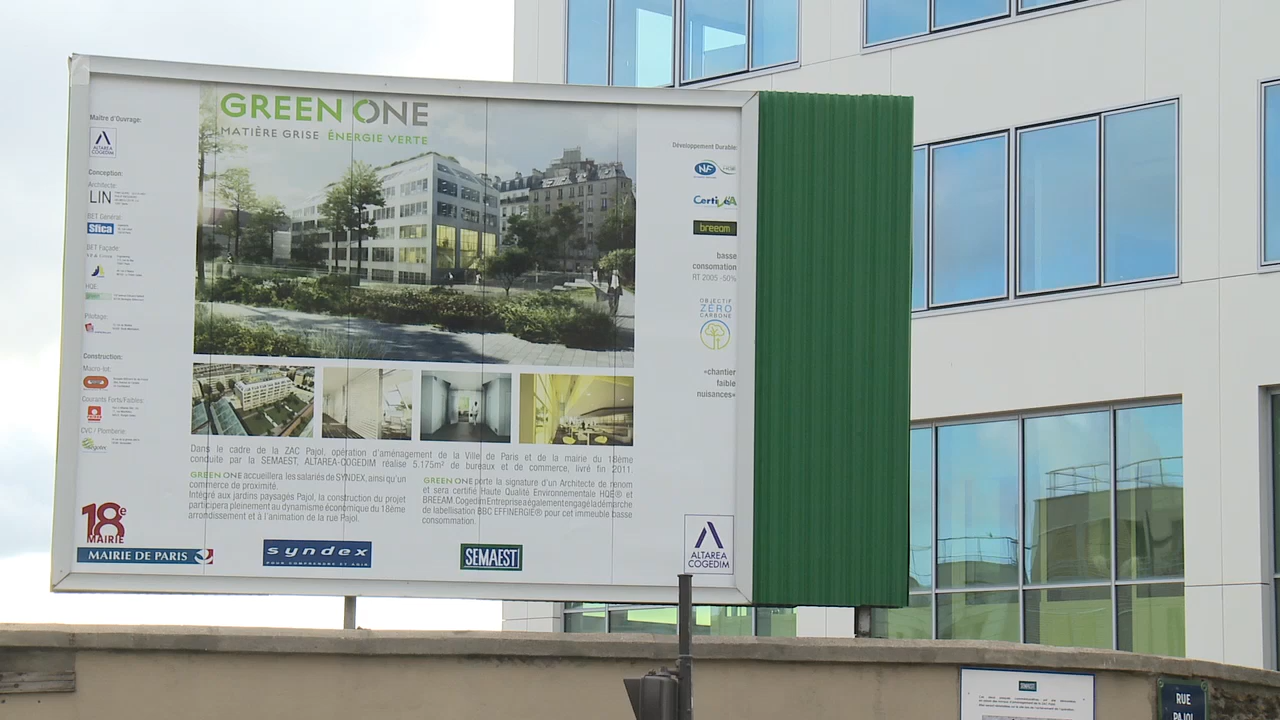 GREEN ONE
MATIÈRE GRISE ÉNERGIE VERTE
Maître d'Ouvrage:
ALTAREA
COGEDIM
Conception:
Architecte:
LIN
BET Général:
Sfica
BET Façade:
HQE:
Pilotage:
Construction:
Macro-lot:
Courants Forts/Faibles:
CVC / Plomberie:
Développement Durable:
NF HQE
CertivéA
breeam
basse
consomation
RT 2005 -50%
OBJECTIF
ZÉRO
CARBONE
«chantier
faible
nuisances»
Dans le cadre de la ZAC Pajol, opération d'aménagement de la Ville de Paris et de la mairie du 18ème
conduite par la SEMAEST, ALTAREA-COGEDIM réalise 5.175m² de bureaux et de commerce, livré fin 2011.
GREEN ONE accueillera les salariés de SYNDEX, ainsi qu'un
commerce de proximité.
Intégré aux jardins paysagés Pajol, la construction du projet
participera pleinement au dynamisme économique du 18ème
arrondissement et à l'animation de la rue Pajol.
GREEN ONE porte la signature d'un Architecte de renom
et sera certifié Haute Qualité Environnementale HQE® et
BREEAM. Cogedim Entreprise a également engagé la démarche
de labellisation BBC EFFINERGIE® pour cet immeuble basse
consommation.
18e
MAIRIE
MAIRIE DE PARIS
syndex
POUR COMPRENDRE ET AGIR
SEMAEST
ALTAREA
COGEDIM
SEMAEST
RUE
PAJOL